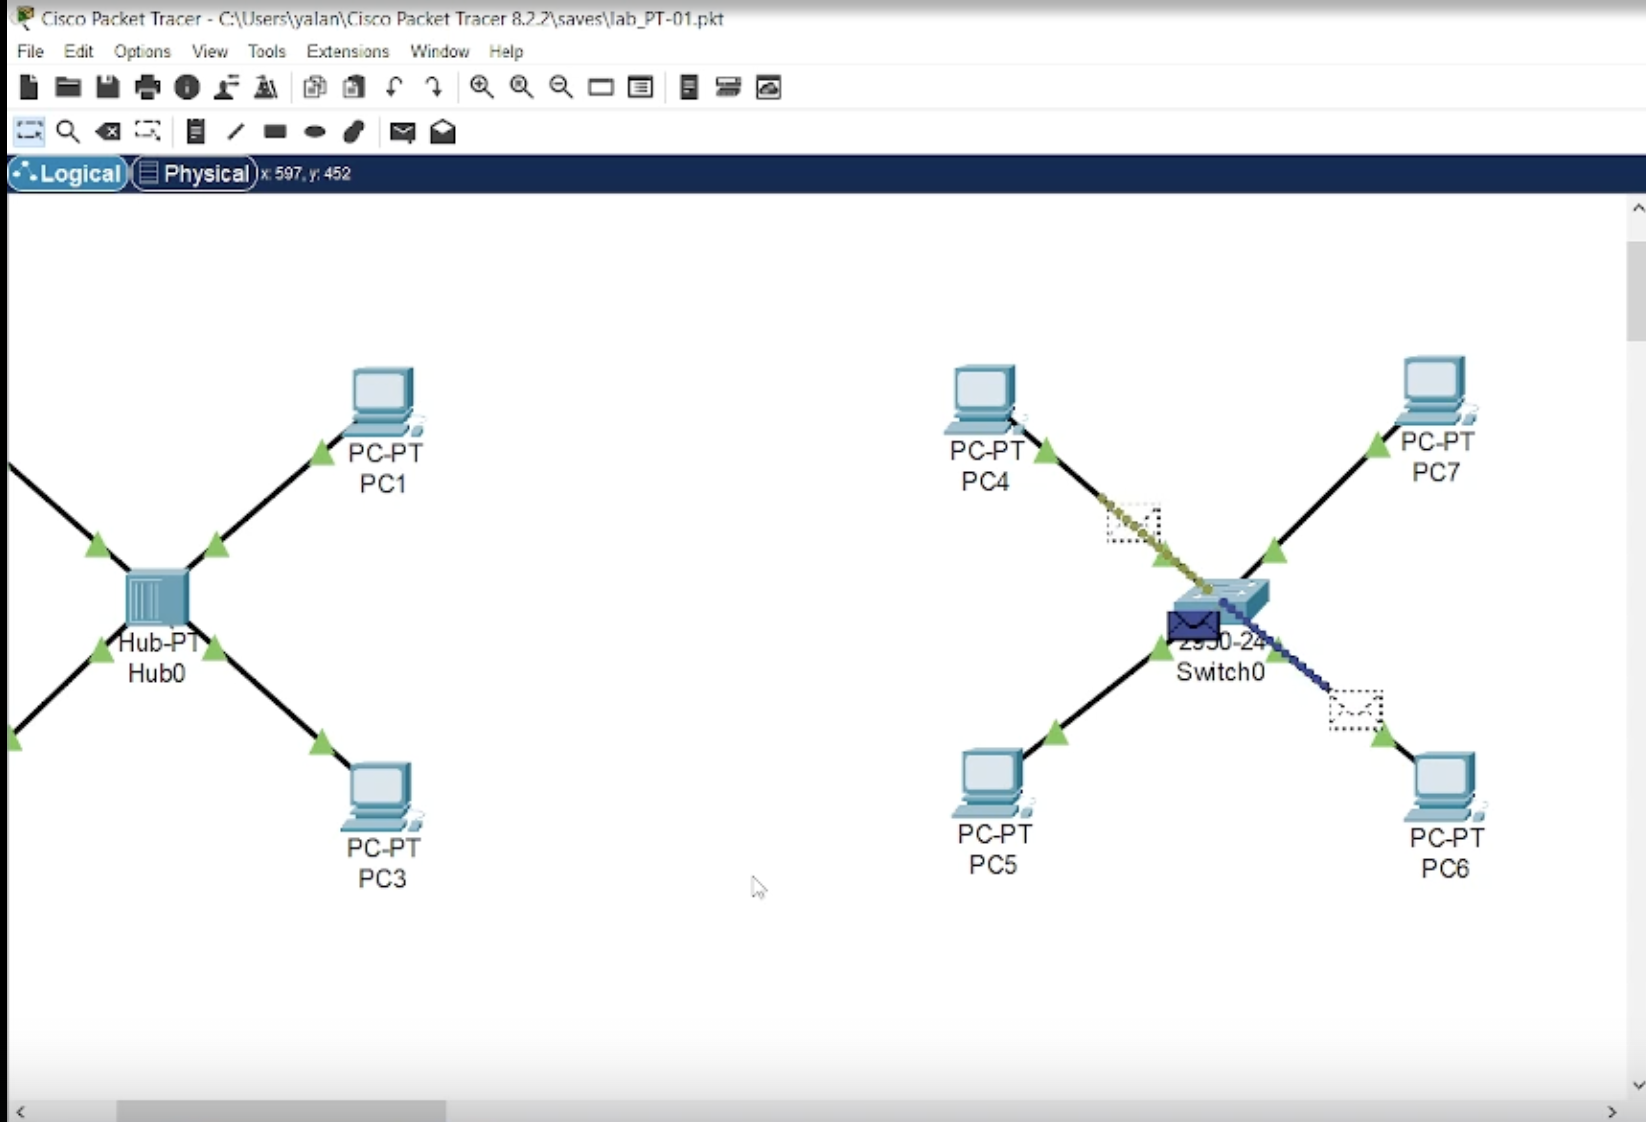 Cisco Packet Tracer - C:\Users\yalan\Cisco Packet Tracer 8.2.2\saves\lab_PT-01.pkt
File Edit Options View Tools Extensions Window Help
Logical Physical x: 597, y: 452
PC-PT
PC1
PC-PT
PC4
PC-PT
PC7
Hub-PT
Hub0
2950-24
Switch0
PC-PT
PC3
PC-PT
PC5
PC-PT
PC6